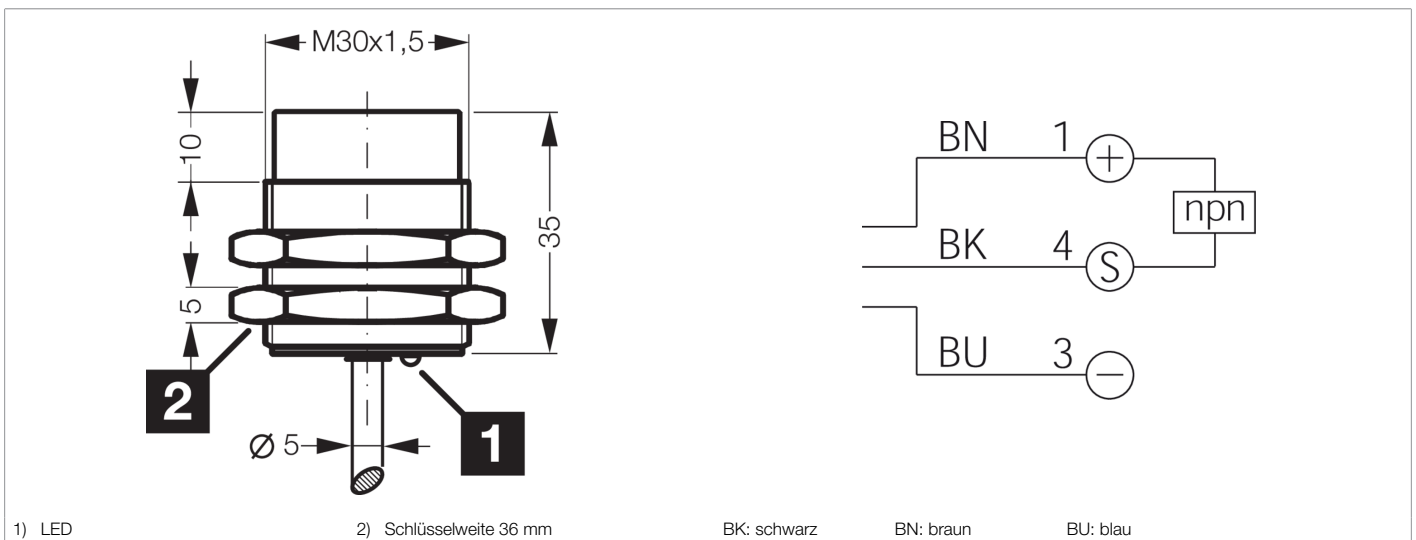 M30x1,5
10
35
5
2
1
Ø 5
BN 1 +
npn
BK 4 S
BU 3 −
1) LED 2) Schlüsselweite 36 mm BK: schwarz BN: braun BU: blau